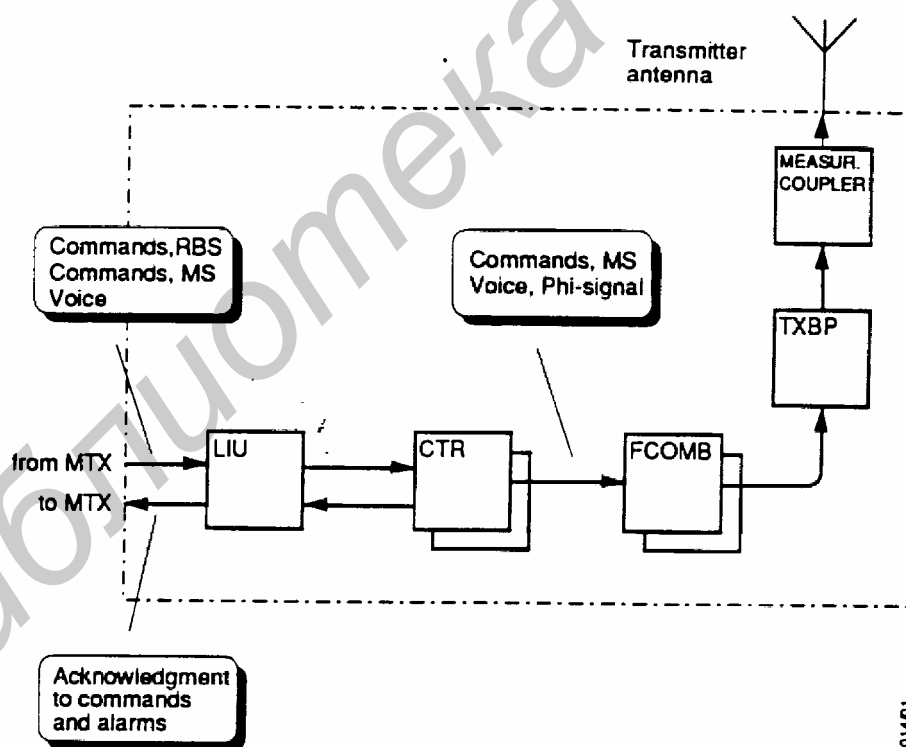 Transmitter
antenna
MEASUR.
COUPLER
Commands,RBS
Commands, MS
Voice
Commands, MS
Voice, Phi-signal
TXBP
from MTX
LIU
CTR
FCOMB
to MTX
Acknowledgment
to commands
and alarms
библиотека